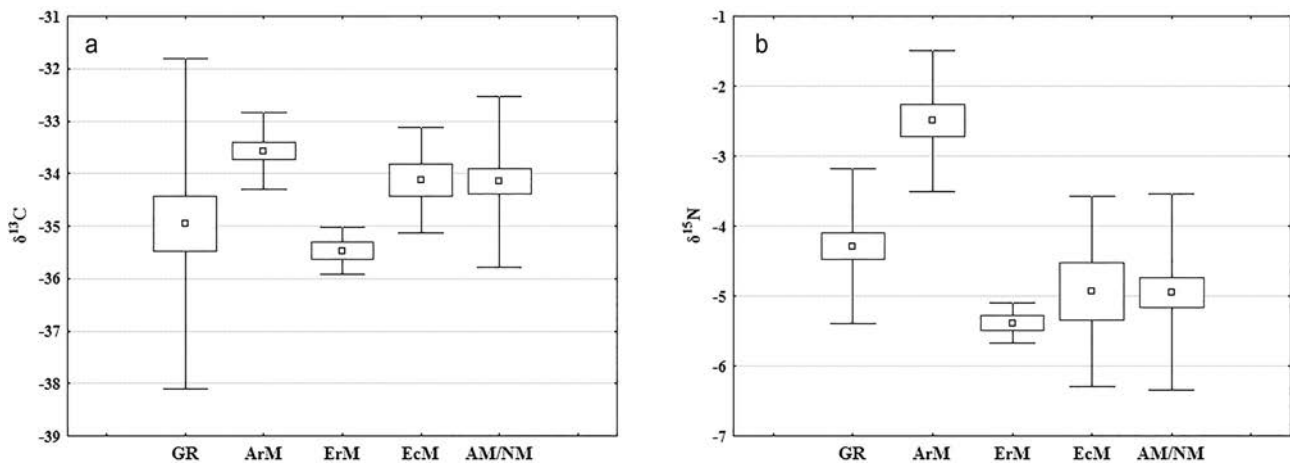 a
-31
-32
-33
-34
-35
-36
-37
-38
-39
δ¹³C
GR ArM ErM EcM AM/NM
b
-1
-2
-3
-4
-5
-6
-7
δ¹⁵N
GR ArM ErM EcM AM/NM